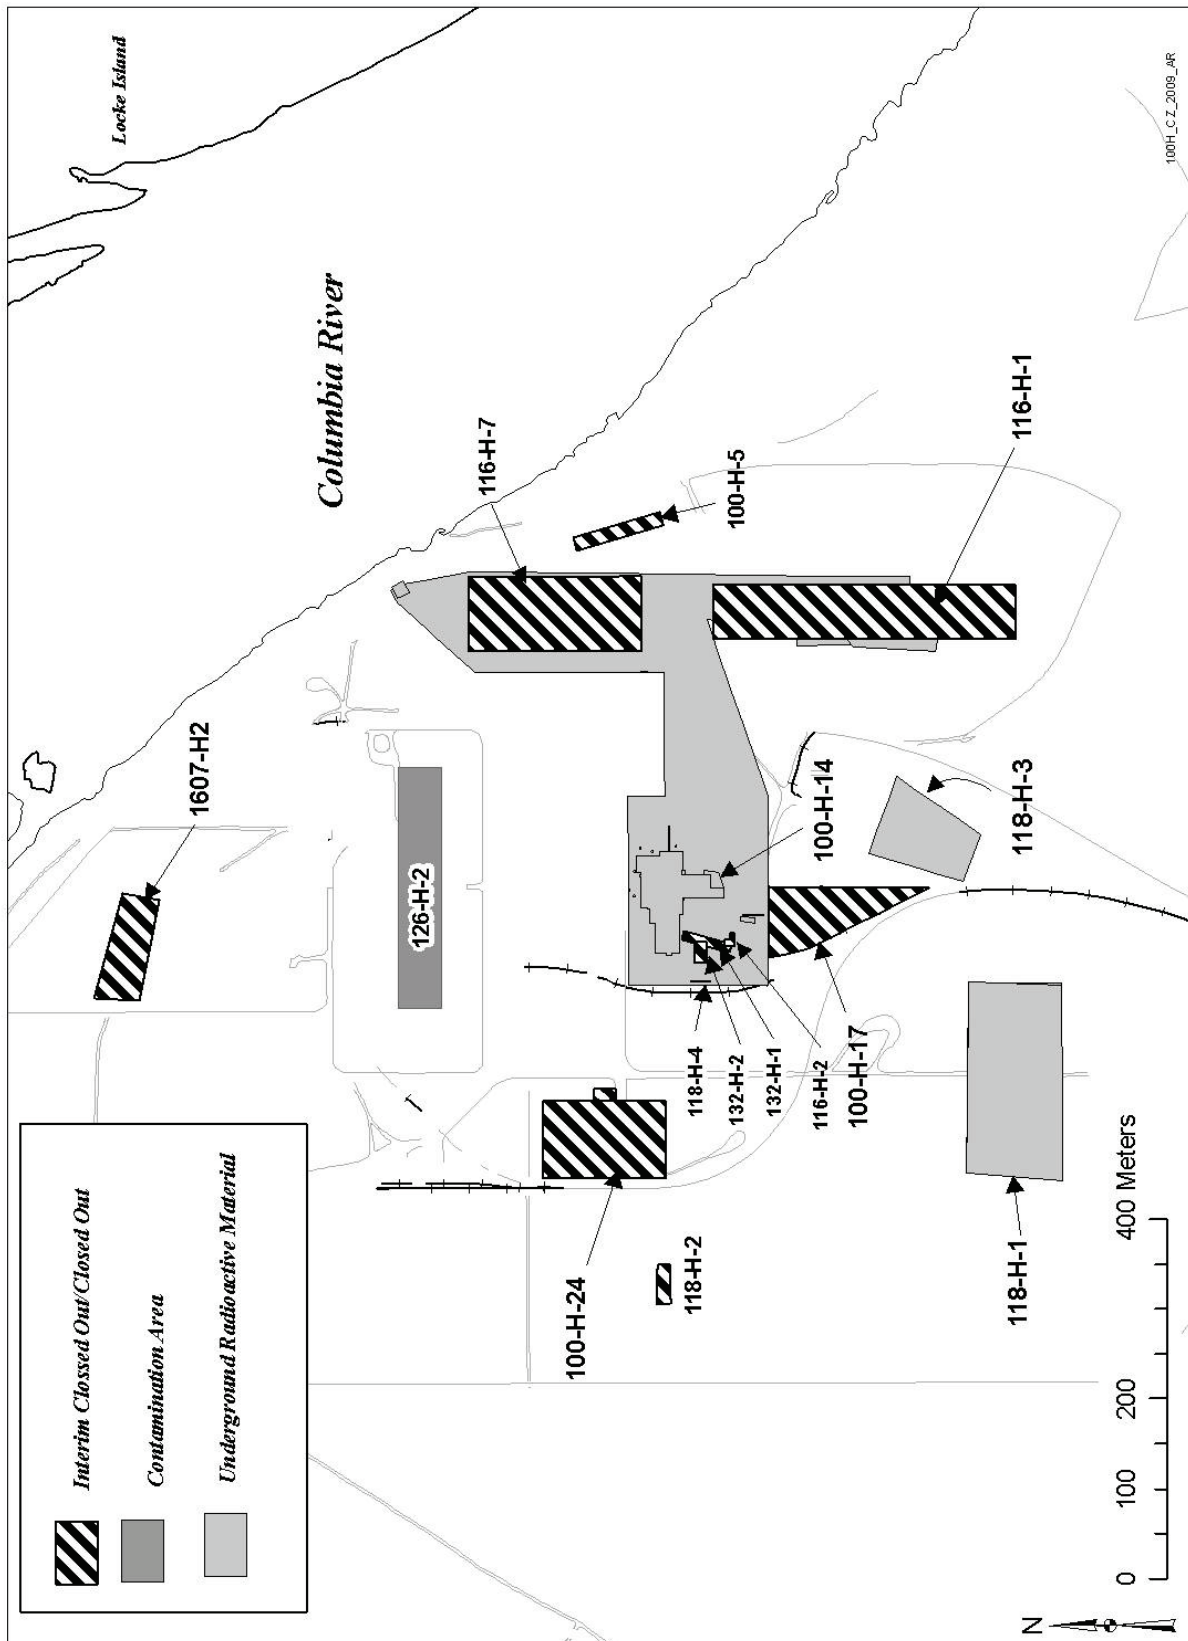 Interim Clossed Out/Closed Out
Contamination Area
Underground Radioactive Material
Locke Island
Columbia River
1607-H2
126-H-2
116-H-7
100-H-5
100-H-24
118-H-2
118-H-4
132-H-2
132-H-1
116-H-2
100-H-17
100-H-14
118-H-3
116-H-1
118-H-1
N
0 100 200 400 Meters
100H_CZ_2009_AR